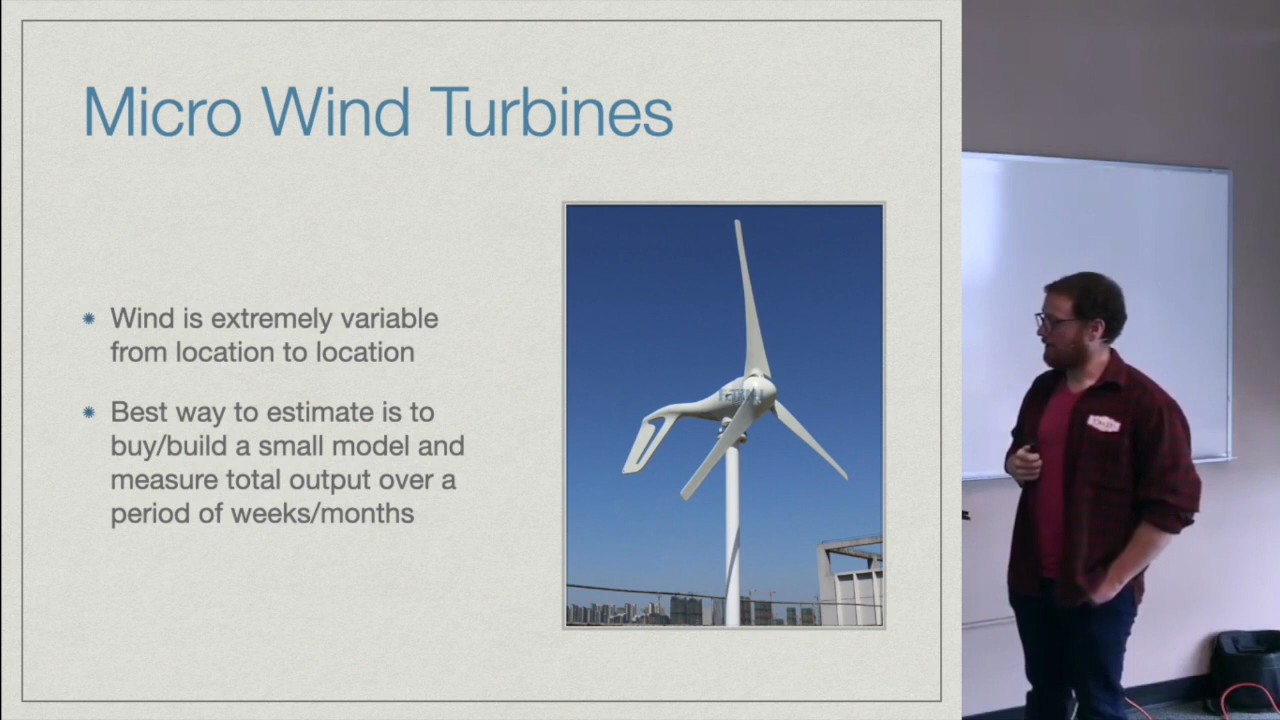 Micro Wind Turbines
Wind is extremely variable
from location to location
Best way to estimate is to
buy/build a small model and
measure total output over a
period of weeks/months